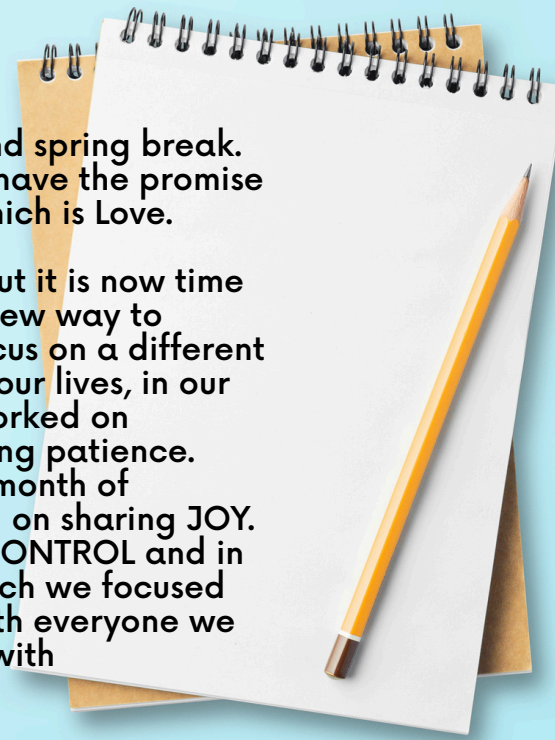 nd spring break.
have the promise
hich is Love.
ut it is now time
ew way to
cus on a different
our lives, in our
orked on
ng patience.
month of
on sharing JOY.
ONTROL and in
ch we focused
th everyone we
with